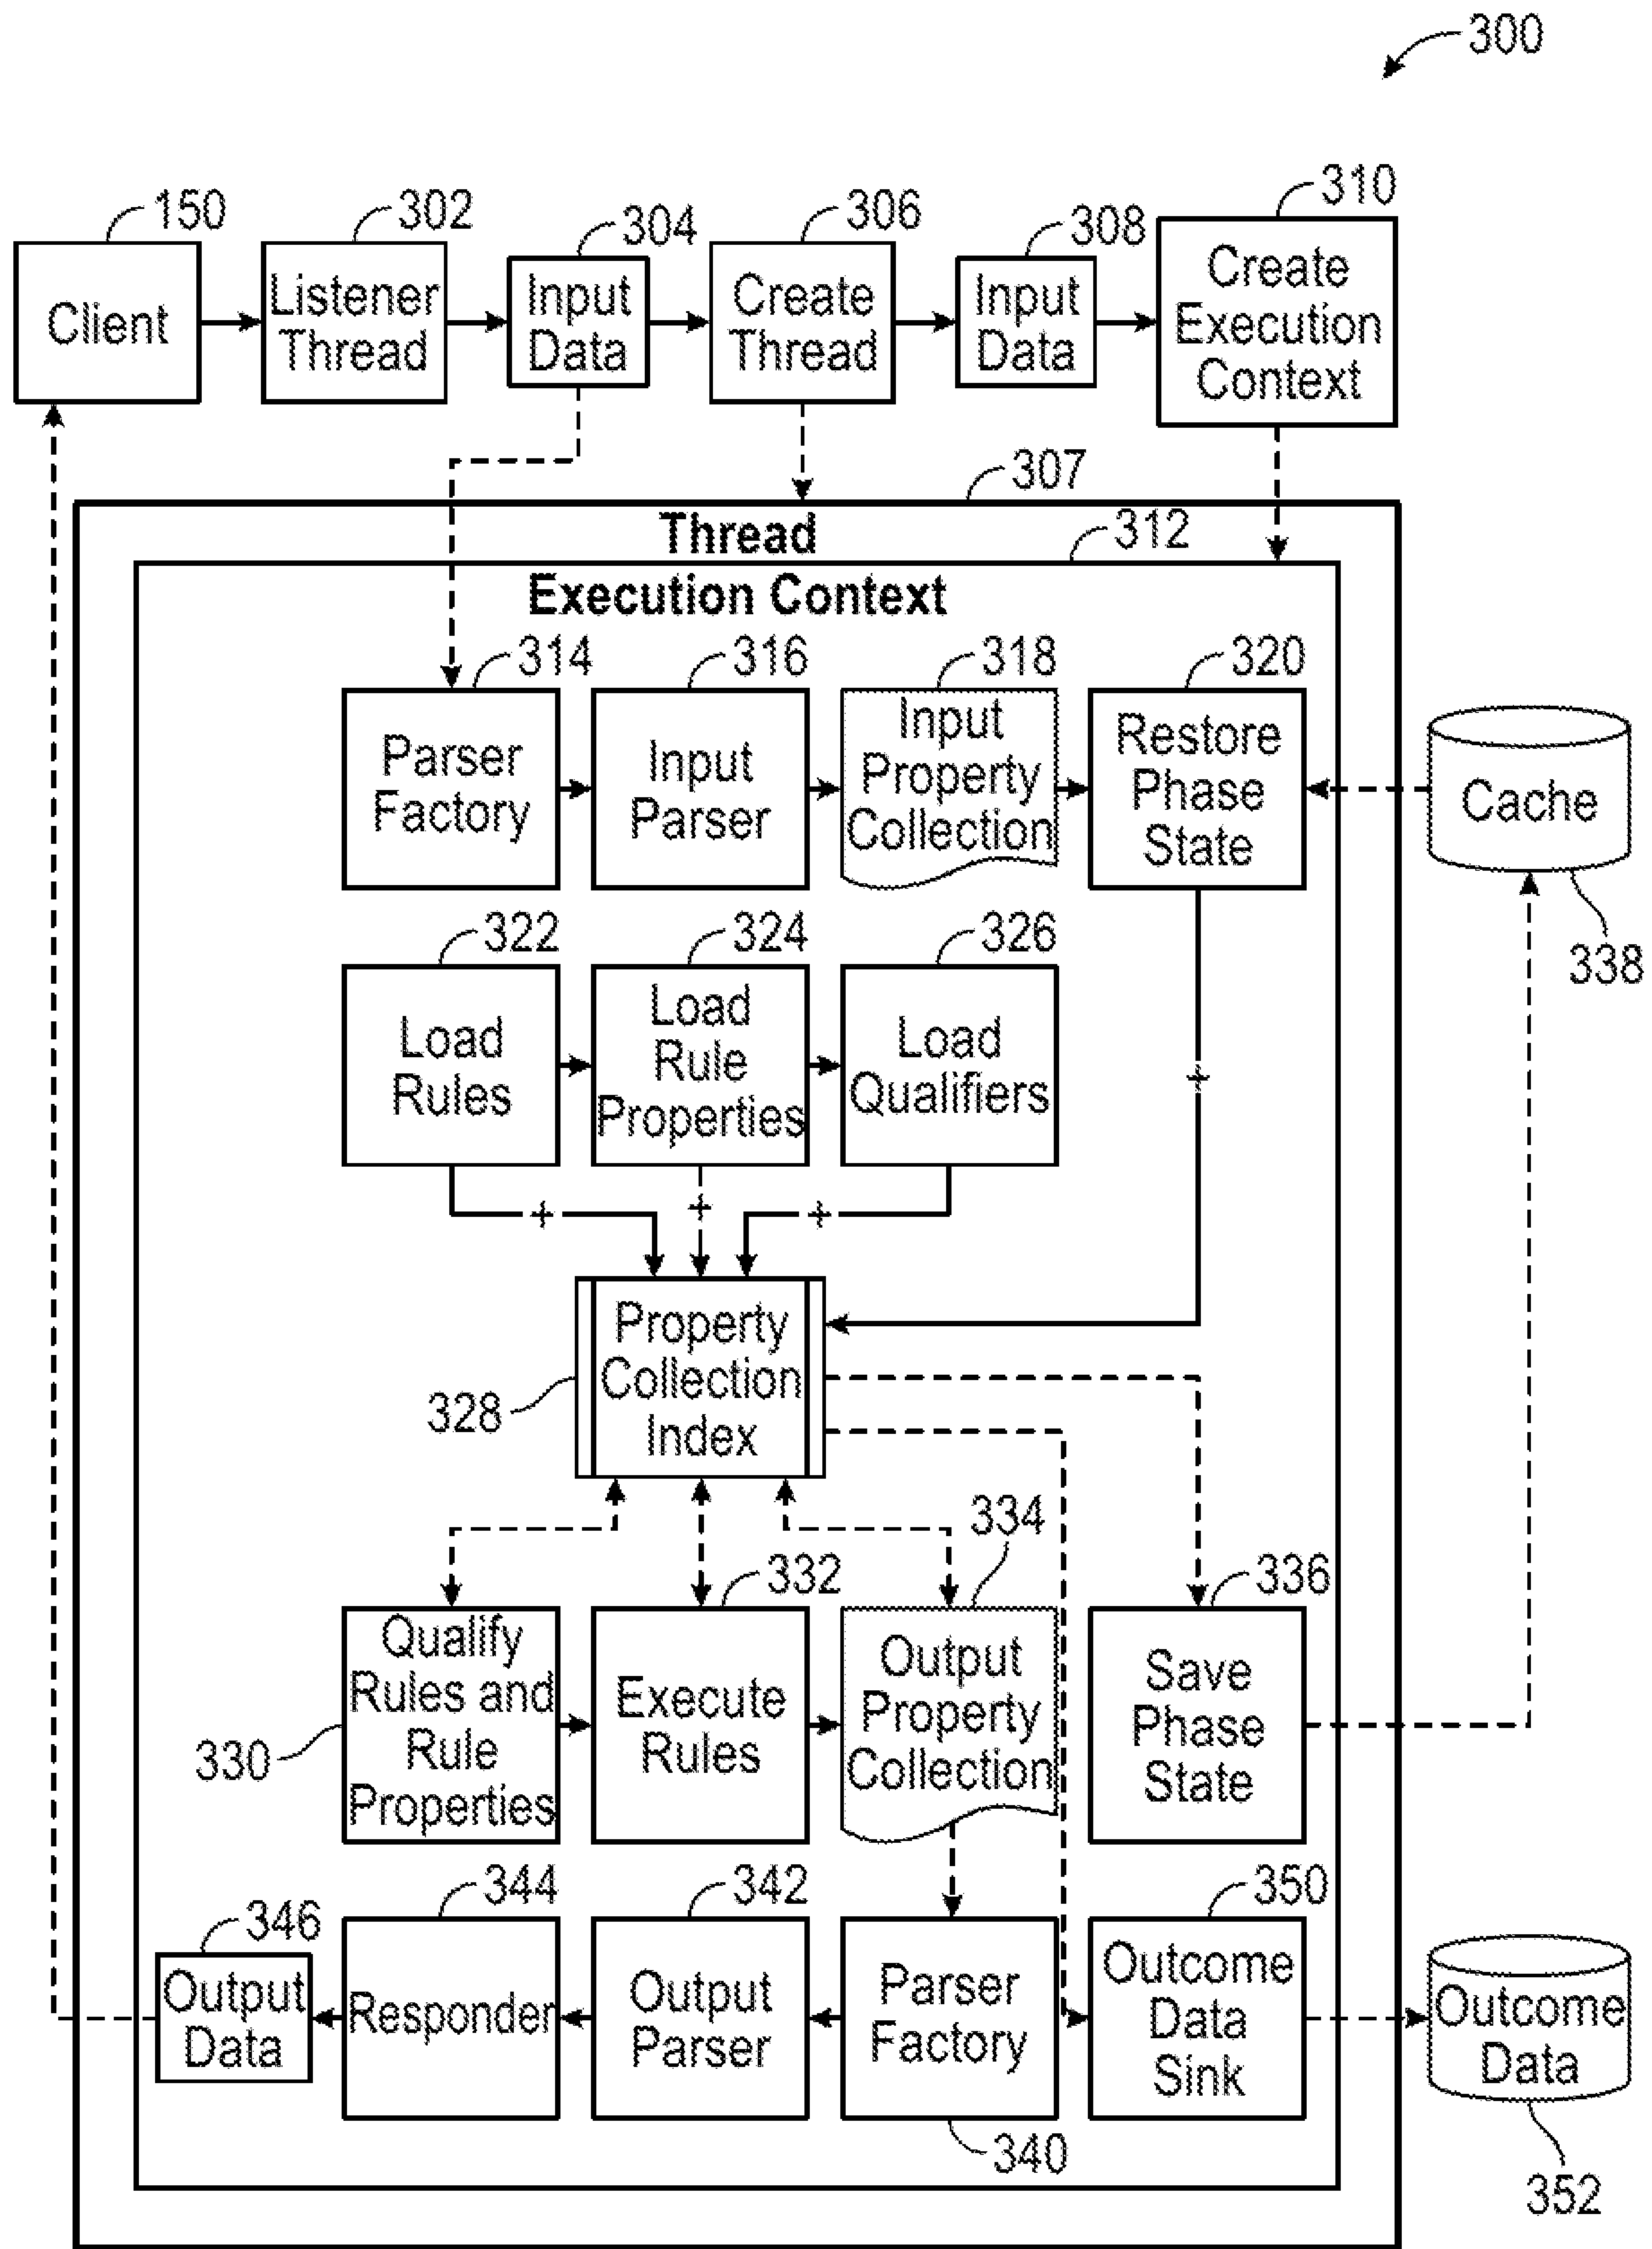 300
150
302
304
306
308
310
Client
Listener
Thread
Input
Data
Create
Thread
Input
Data
Create
Execution
Context
307
Thread
312
Execution Context
314
316
318
320
Parser
Factory
Input
Parser
Input
Property
Collection
Restore
Phase
State
Cache
338
322
324
326
Load
Rules
Load
Rule
Properties
Load
Qualifiers
+
+
+
+
Property
Collection
Index
328
334
332
336
Qualify
Rules and
Rule
Properties
330
Execute
Rules
Output
Property
Collection
Save
Phase
State
346
344
342
350
Output
Data
Responder
Output
Parser
Parser
Factory
340
Outcome
Data
Sink
Outcome
Data
352